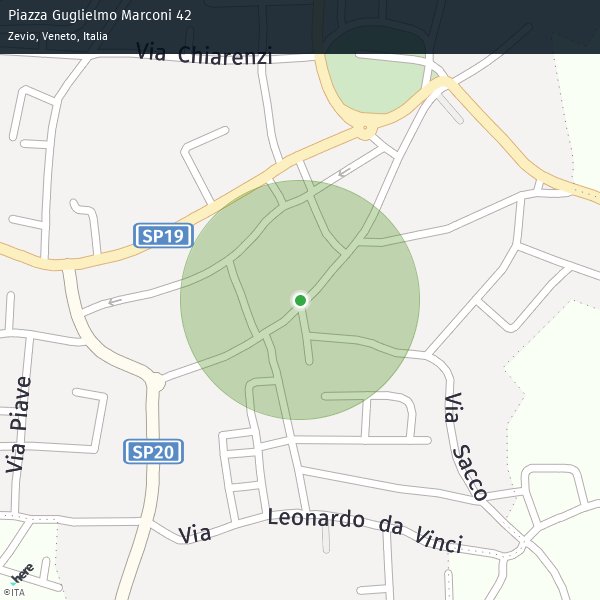 Piazza Guglielmo Marconi 42
Zevio, Veneto, Italia
Via Chiarenzi
SP19
Via Piave
Via Sacco
SP20
Via Leonardo da Vinci
here
©ITA